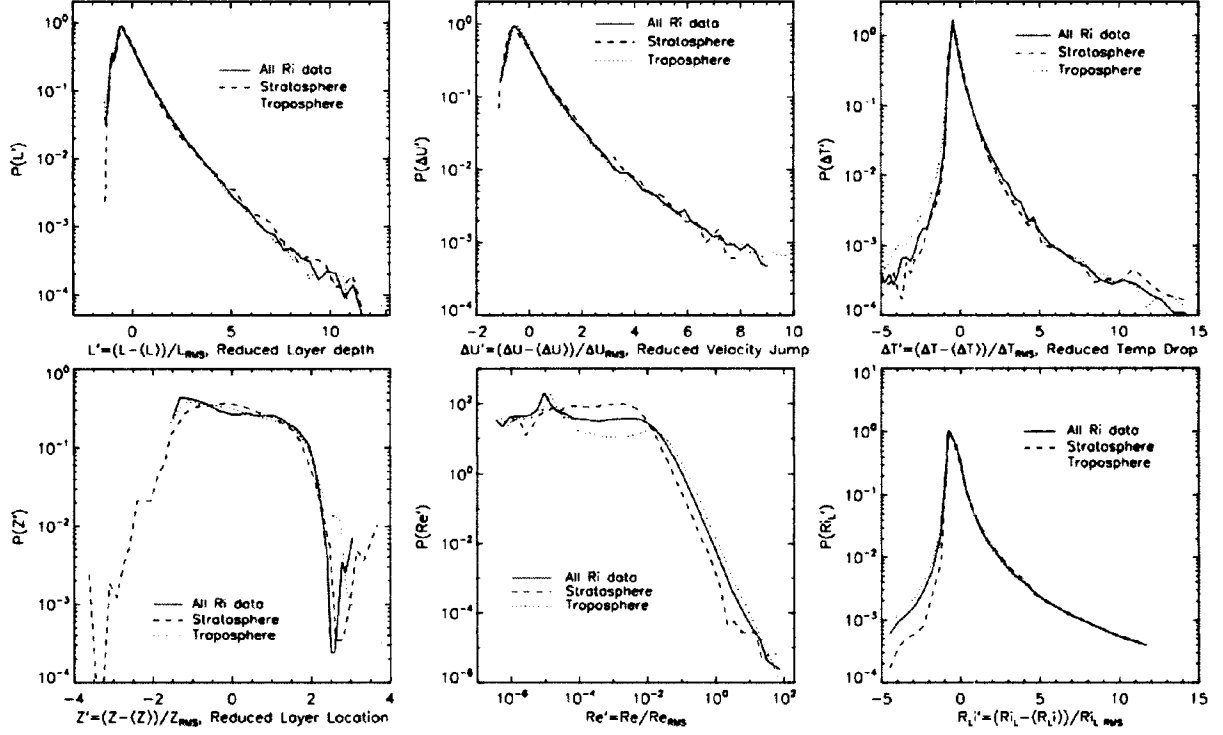 P(L')
10⁰
10⁻¹
10⁻²
10⁻³
10⁻⁴
All Ri data
Stratosphere
Troposphere
0 5 10
L'=(L-⟨L⟩)/L_RMS, Reduced Layer depth
P(ΔU')
10⁰
10⁻¹
10⁻²
10⁻³
10⁻⁴
All Ri data
Stratosphere
Troposphere
-2 0 2 4 6 8 10
ΔU'=(ΔU-⟨ΔU⟩)/ΔU_RMS, Reduced Velocity Jump
P(ΔT')
10⁰
10⁻¹
10⁻²
10⁻³
10⁻⁴
All Ri data
Stratosphere
Troposphere
-5 0 5 10 15
ΔT'=(ΔT-⟨ΔT⟩)/ΔT_RMS, Reduced Temp Drop
P(Z')
10⁰
10⁻¹
10⁻²
10⁻³
10⁻⁴
All Ri data
Stratosphere
Troposphere
-4 -2 0 2 4
Z'=(Z-⟨Z⟩)/Z_RMS, Reduced Layer Location
P(Re')
10²
10⁰
10⁻²
10⁻⁴
10⁻⁶
All Ri data
Stratosphere
Troposphere
10⁻⁶ 10⁻⁴ 10⁻² 10⁰ 10²
Re'=Re/Re_RMS
P(Ri_L')
10¹
10⁰
10⁻¹
10⁻²
10⁻³
10⁻⁴
All Ri data
Stratosphere
Troposphere
-5 0 5 10 15
R_Li'=(Ri_L-⟨R_Li⟩)/Ri_L RMS